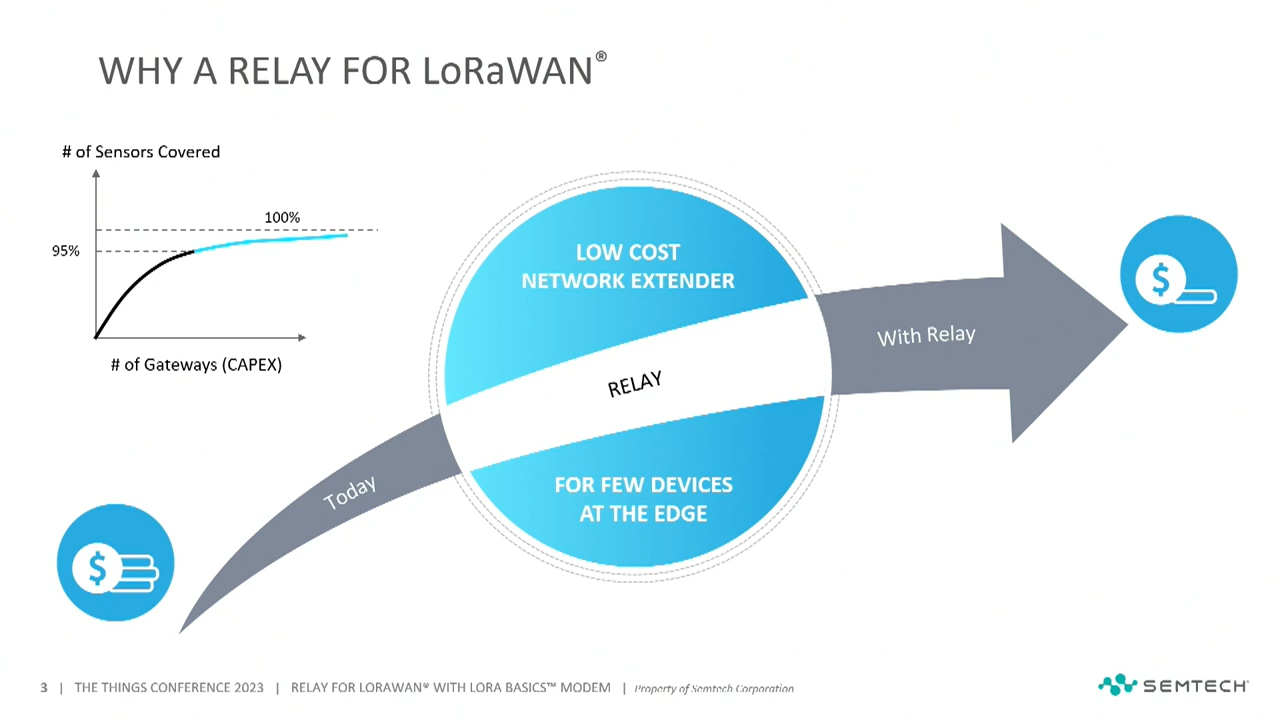 WHY A RELAY FOR LoRaWAN®
# of Sensors Covered
100%
95%
# of Gateways (CAPEX)
LOW COST
NETWORK EXTENDER
RELAY
FOR FEW DEVICES
AT THE EDGE
Today
With Relay
$
$
3 | THE THINGS CONFERENCE 2023 | RELAY FOR LORAWAN® WITH LORA BASICS™ MODEM | Property of Semtech Corporation
SEMTECH